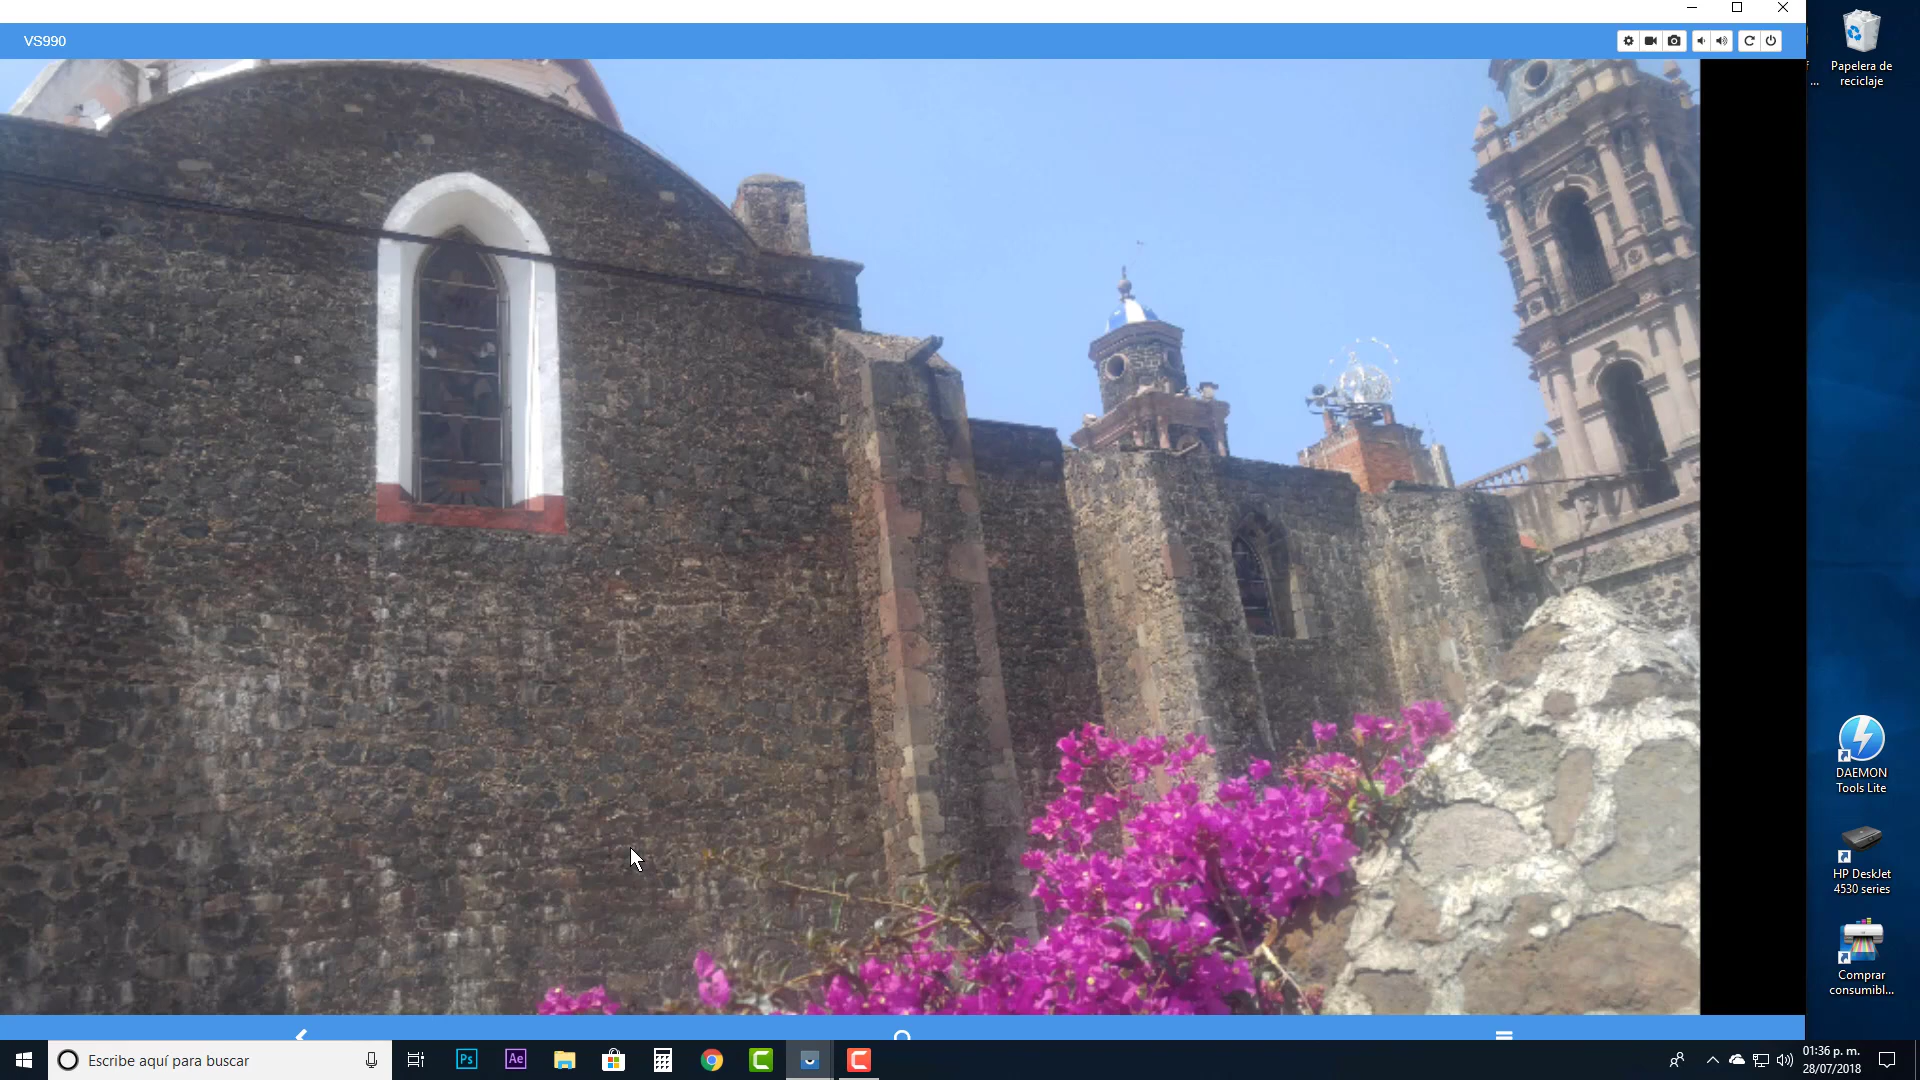 VS990
Papelera de
reciclaje
DAEMON
Tools Lite
HP DeskJet
4530 series
Comprar
consumibl...
Escribe aquí para buscar
Ps
Ae
01:36 p. m.
28/07/2018